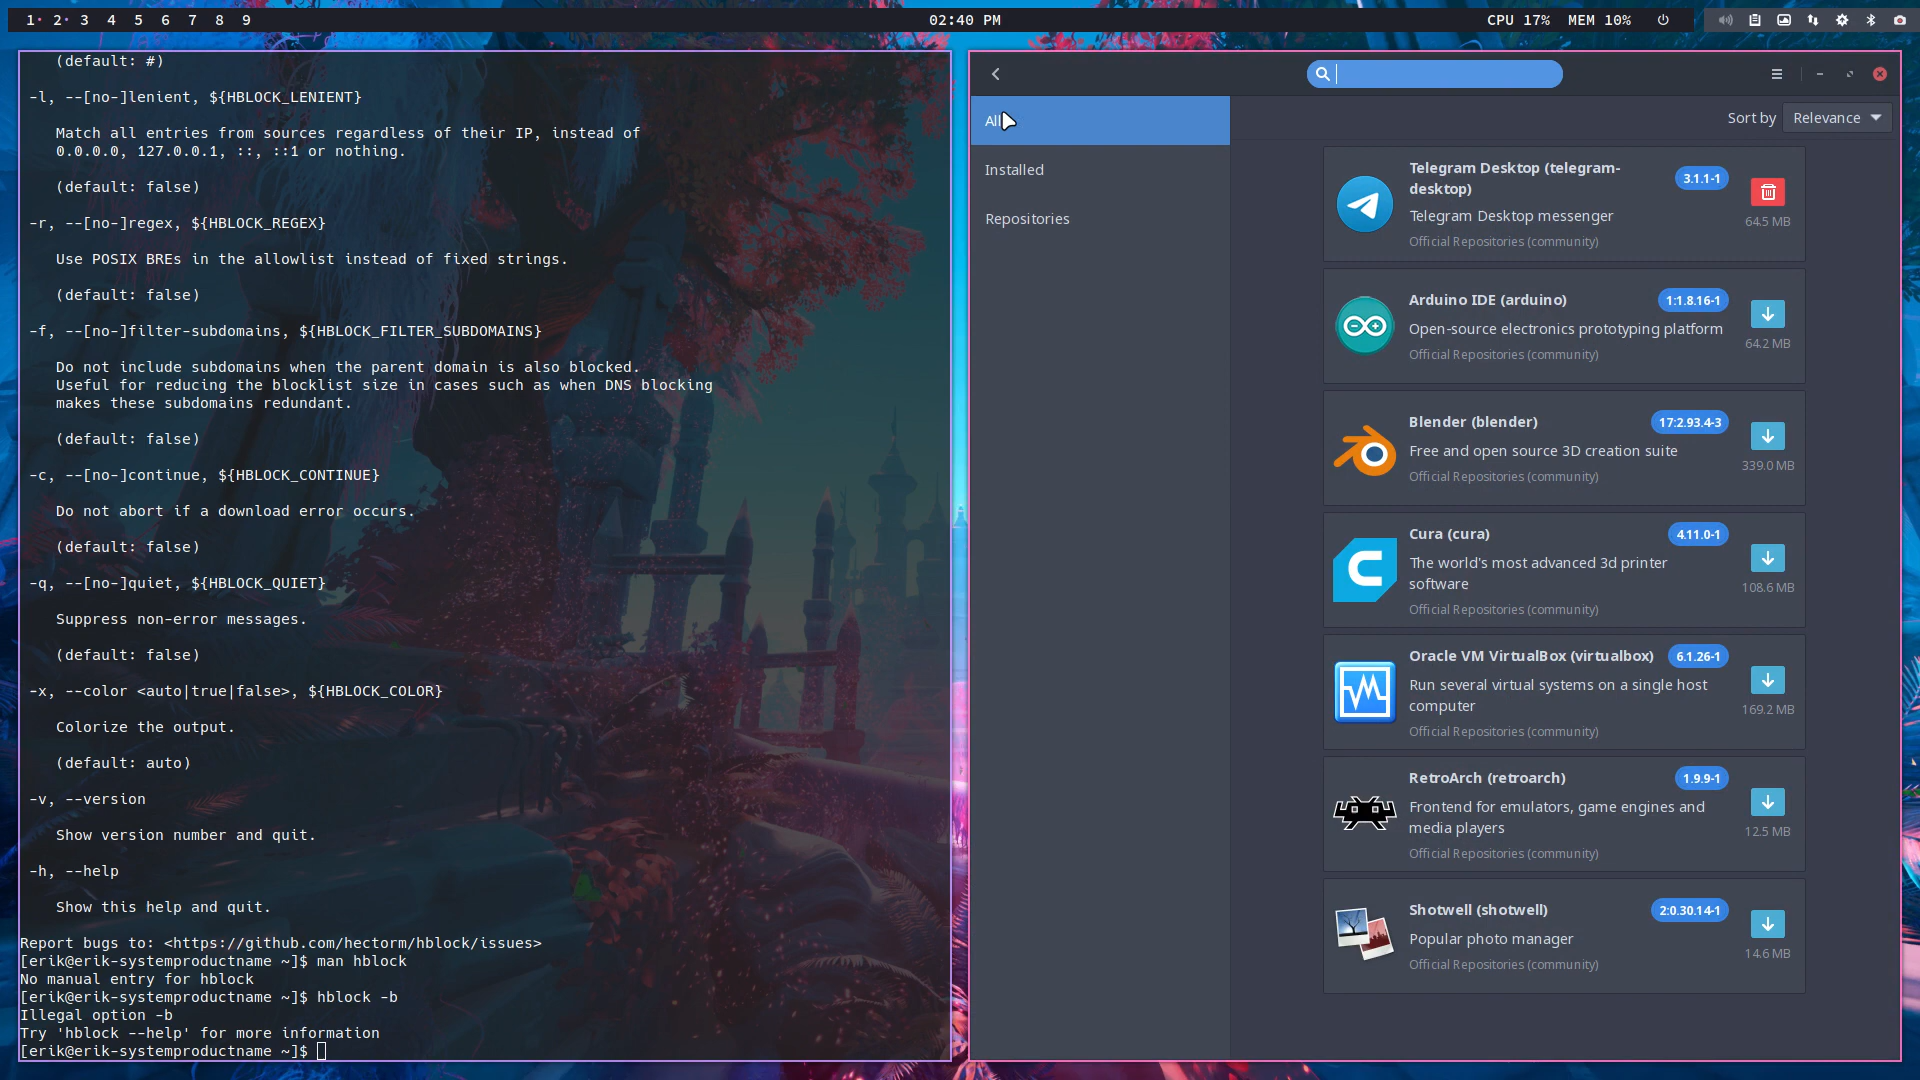 1 2 3 4 5 6 7 8 9
02:40 PM
CPU 17% MEM 10%
(default: #)
-l, --[no-]lenient, ${HBLOCK_LENIENT}
Match all entries from sources regardless of their IP, instead of
0.0.0.0, 127.0.0.1, ::, ::1 or nothing.
(default: false)
-r, --[no-]regex, ${HBLOCK_REGEX}
Use POSIX BREs in the allowlist instead of fixed strings.
(default: false)
-f, --[no-]filter-subdomains, ${HBLOCK_FILTER_SUBDOMAINS}
Do not include subdomains when the parent domain is also blocked.
Useful for reducing the blocklist size in cases such as when DNS blocking
makes these subdomains redundant.
(default: false)
-c, --[no-]continue, ${HBLOCK_CONTINUE}
Do not abort if a download error occurs.
(default: false)
-q, --[no-]quiet, ${HBLOCK_QUIET}
Suppress non-error messages.
(default: false)
-x, --color <auto|true|false>, ${HBLOCK_COLOR}
Colorize the output.
(default: auto)
-v, --version
Show version number and quit.
-h, --help
Show this help and quit.
Report bugs to: <https://github.com/hectorm/hblock/issues>
[erik@erik-systemproductname ~]$ man hblock
No manual entry for hblock
[erik@erik-systemproductname ~]$ hblock -b
Illegal option -b
Try 'hblock --help' for more information
[erik@erik-systemproductname ~]$
All
Installed
Repositories
Sort by Relevance
Telegram Desktop (telegram-
desktop)
3.1.1-1
Telegram Desktop messenger
64.5 MB
Official Repositories (community)
Arduino IDE (arduino)
1:1.8.16-1
Open-source electronics prototyping platform
64.2 MB
Official Repositories (community)
Blender (blender)
17:2.93.4-3
Free and open source 3D creation suite
339.0 MB
Official Repositories (community)
Cura (cura)
4.11.0-1
The world's most advanced 3d printer
software
108.6 MB
Official Repositories (community)
Oracle VM VirtualBox (virtualbox)
6.1.26-1
Run several virtual systems on a single host
computer
169.2 MB
Official Repositories (community)
RetroArch (retroarch)
1.9.9-1
Frontend for emulators, game engines and
media players
12.5 MB
Official Repositories (community)
Shotwell (shotwell)
2:0.30.14-1
Popular photo manager
14.6 MB
Official Repositories (community)